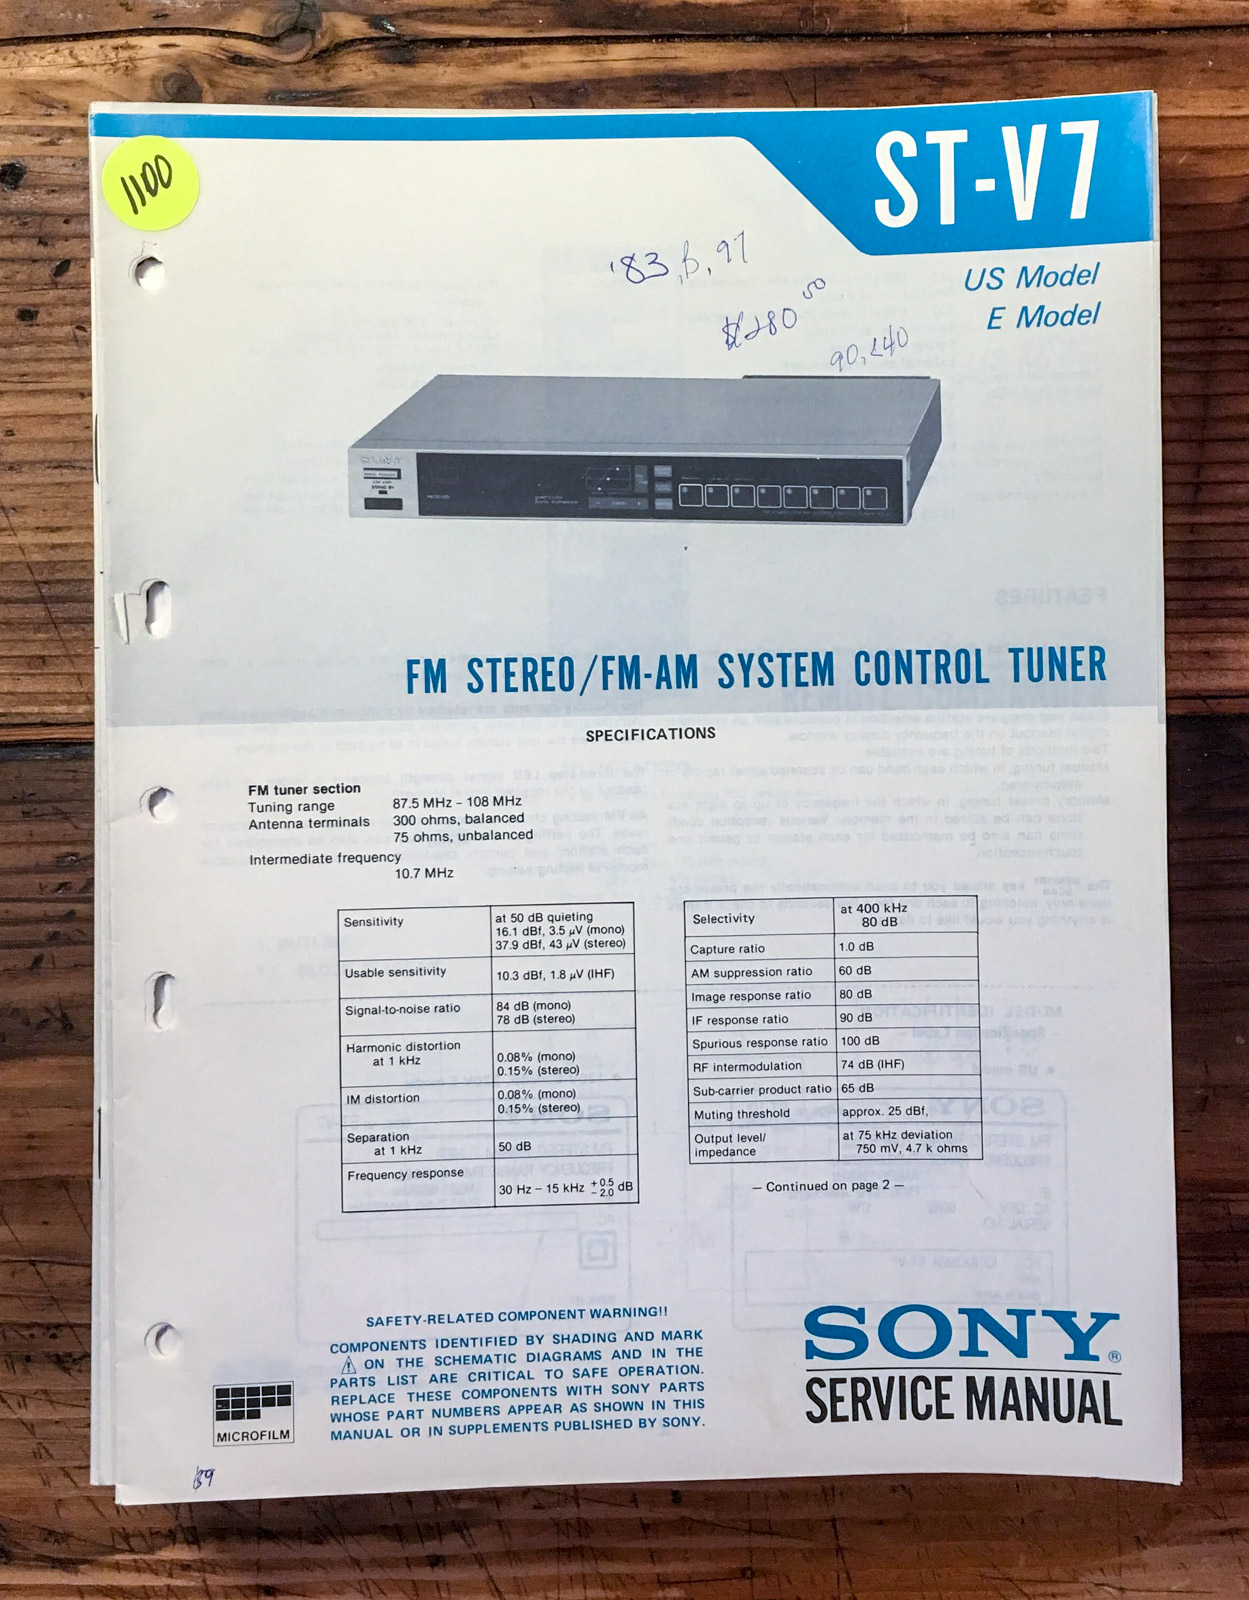 ST-V7
1100
'83, B, 97
US Model
E Model
$280 50
90,240
SONY
FM STEREO/FM-AM SYSTEM CONTROL TUNER
SPECIFICATIONS
FM tuner section
Tuning range 87.5 MHz – 108 MHz
Antenna terminals 300 ohms, balanced
75 ohms, unbalanced
Intermediate frequency
10.7 MHz
Sensitivity at 50 dB quieting
16.1 dBf, 3.5 μV (mono)
37.9 dBf, 43 μV (stereo)
Usable sensitivity 10.3 dBf, 1.8 μV (IHF)
Signal-to-noise ratio 84 dB (mono)
78 dB (stereo)
Harmonic distortion
at 1 kHz 0.08% (mono)
0.15% (stereo)
IM distortion 0.08% (mono)
0.15% (stereo)
Separation
at 1 kHz 50 dB
Frequency response
30 Hz – 15 kHz +0.5 −2.0 dB
Selectivity at 400 kHz
80 dB
Capture ratio 1.0 dB
AM suppression ratio 60 dB
Image response ratio 80 dB
IF response ratio 90 dB
Spurious response ratio 100 dB
RF intermodulation 74 dB (IHF)
Sub-carrier product ratio 65 dB
Muting threshold approx. 25 dBf,
Output level/ at 75 kHz deviation
impedance 750 mV, 4.7 k ohms
— Continued on page 2 —
SAFETY-RELATED COMPONENT WARNING!!
COMPONENTS IDENTIFIED BY SHADING AND MARK
⚠ ON THE SCHEMATIC DIAGRAMS AND IN THE
PARTS LIST ARE CRITICAL TO SAFE OPERATION.
REPLACE THESE COMPONENTS WITH SONY PARTS
WHOSE PART NUMBERS APPEAR AS SHOWN IN THIS
MANUAL OR IN SUPPLEMENTS PUBLISHED BY SONY.
MICROFILM
SONY®
SERVICE MANUAL